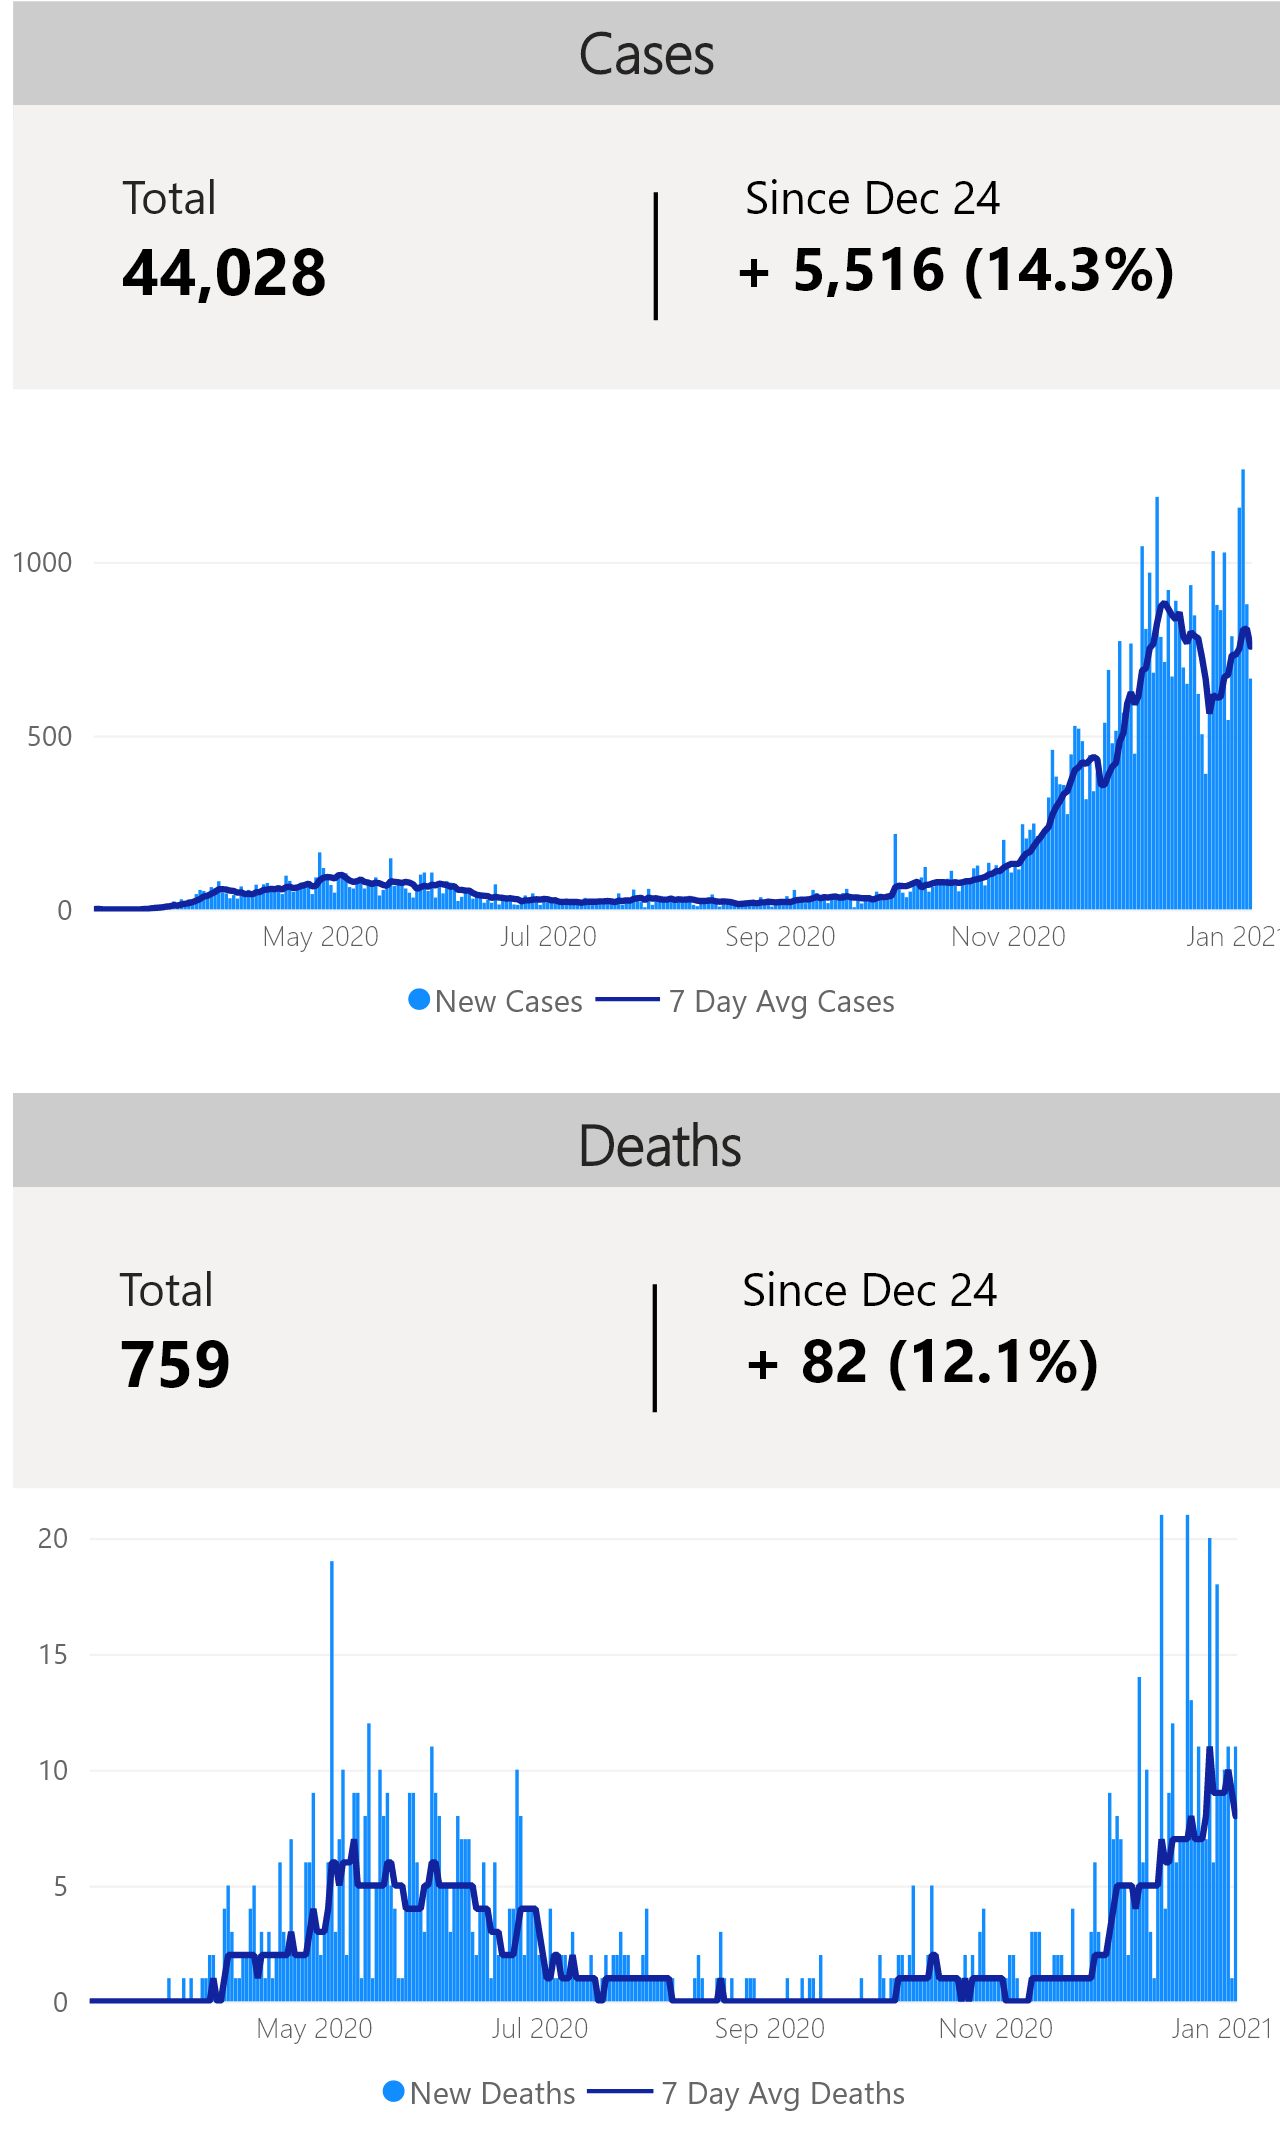 Cases
Total
Since Dec 24
44,028
+ 5,516 (14.3%)
1000
500
0
May 2020
Jul 2020
Sep 2020
Nov 2020
Jan 2021
New Cases
7 Day Avg Cases
Deaths
Total
Since Dec 24
759
+ 82 (12.1%)
20
15
10
5
0
May 2020
Jul 2020
Sep 2020
Nov 2020
Jan 2021
New Deaths
7 Day Avg Deaths